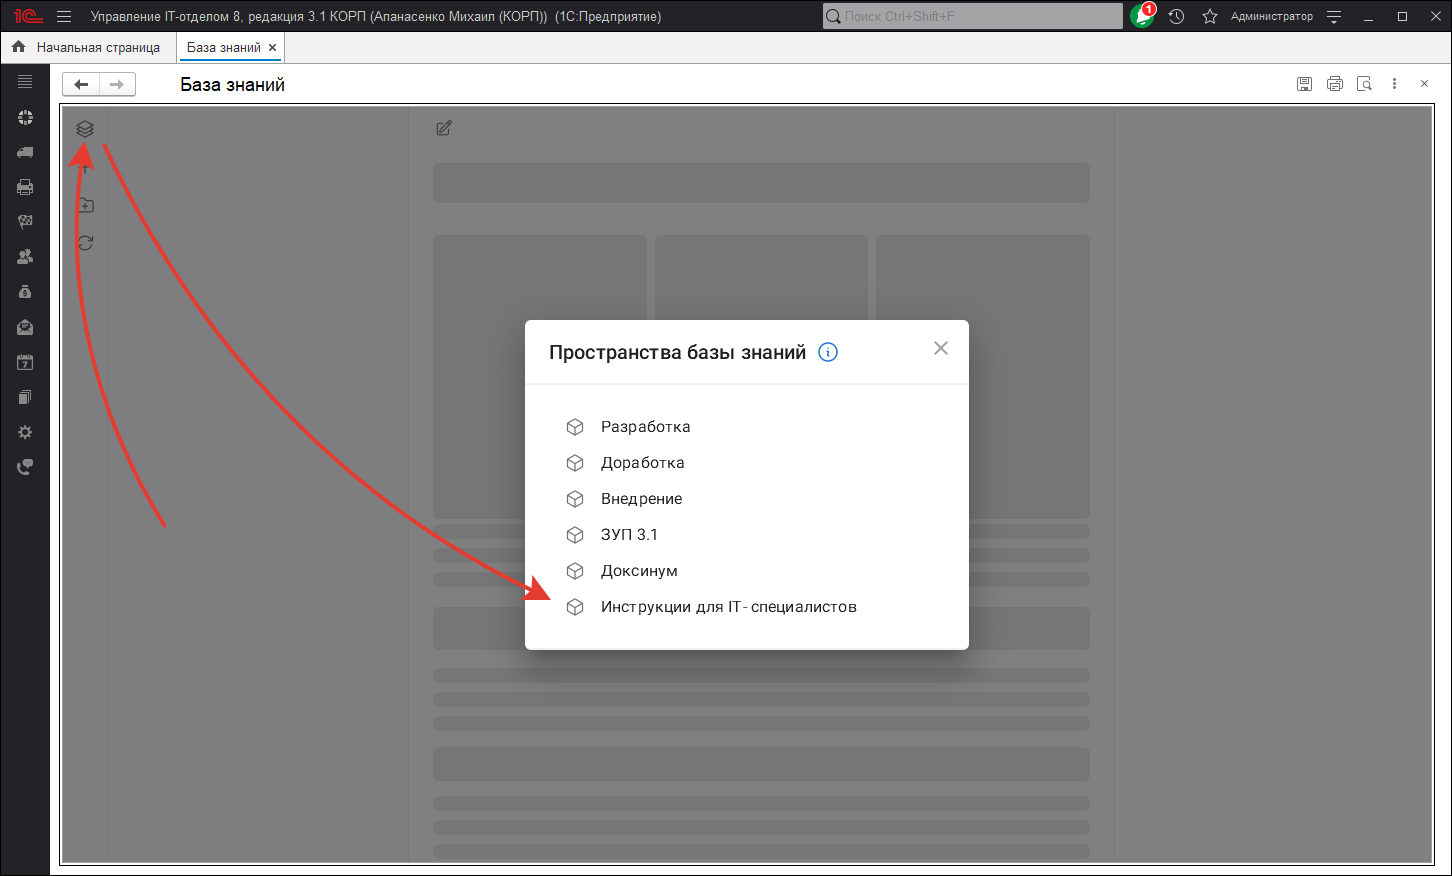 1С Управление IT-отделом 8, редакция 3.1 КОРП (Апанасенко Михаил (КОРП)) (1С:Предприятие)
Поиск Ctrl+Shift+F
1
Администратор
Начальная страница
База знаний
База знаний
Пространства базы знаний
Разработка
Доработка
Внедрение
ЗУП 3.1
Доксинум
Инструкции для IT-специалистов
7